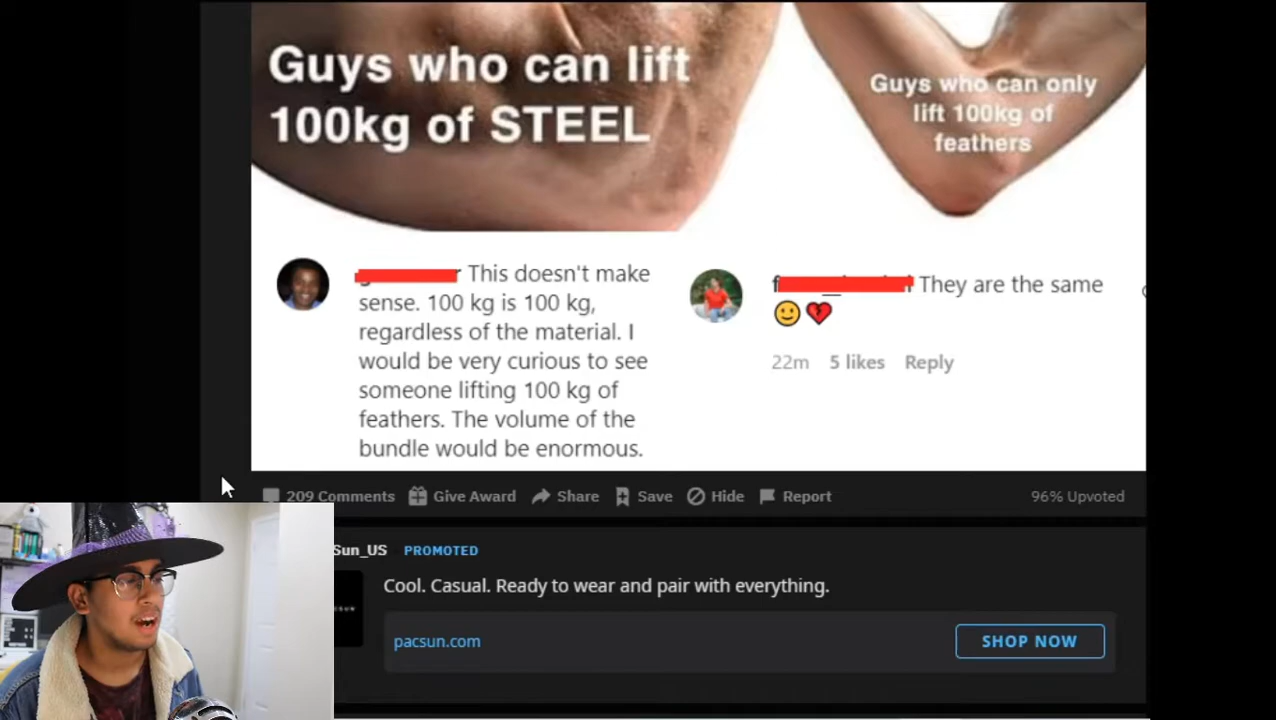 Guys who can lift
100kg of STEEL
Guys who can only
lift 100kg of
feathers
This doesn't make
sense. 100 kg is 100 kg,
regardless of the material. I
would be very curious to see
someone lifting 100 kg of
feathers. The volume of the
bundle would be enormous.
They are the same
🙂💔
22m 5 likes Reply
209 Comments Give Award Share Save Hide Report 96% Upvoted
Sun_US PROMOTED
Cool. Casual. Ready to wear and pair with everything.
pacsun.com
SHOP NOW